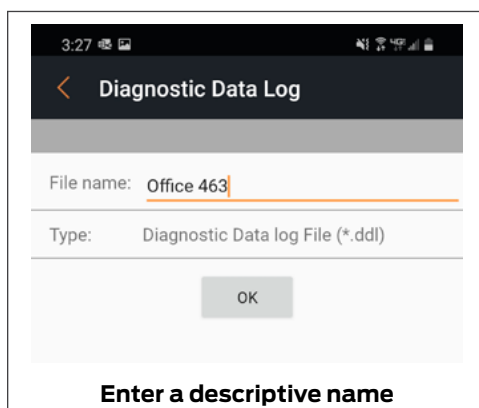 3:27
Diagnostic Data Log
File name: Office 463
Type: Diagnostic Data log File (*.ddl)
OK
Enter a descriptive name